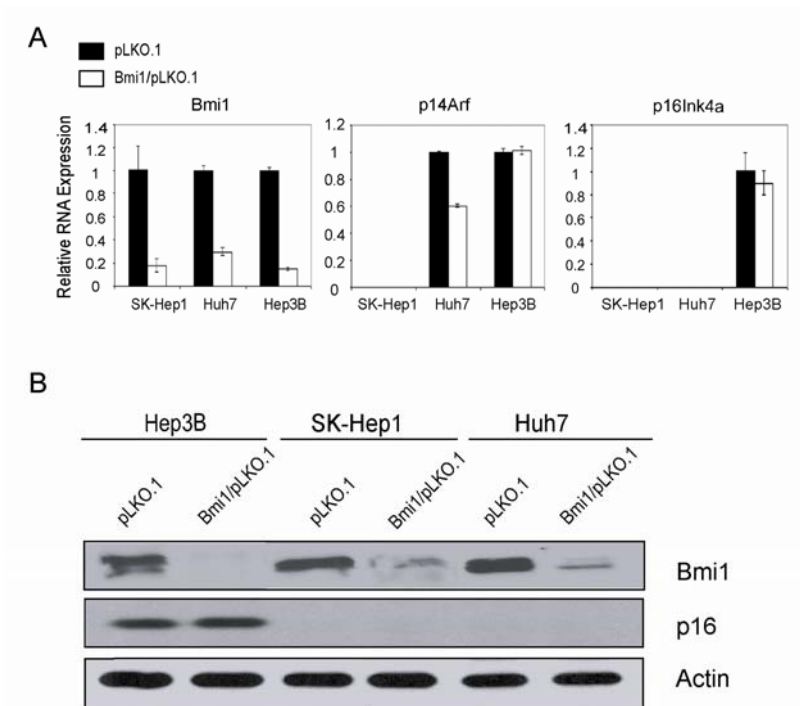 A
pLKO.1
Bmi1/pLKO.1
Bmi1
p14Arf
p16Ink4a
Relative RNA Expression
1.4
1.2
1
0.8
0.6
0.4
0.2
0
SK-Hep1 Huh7 Hep3B
1.2
1
0.8
0.6
0.4
0.2
0
SK-Hep1 Huh7 Hep3B
1.4
1.2
1
0.8
0.6
0.4
0.2
0
SK-Hep1 Huh7 Hep3B
B
Hep3B SK-Hep1 Huh7
pLKO.1 Bmi1/pLKO.1 pLKO.1 Bmi1/pLKO.1 pLKO.1 Bmi1/pLKO.1
Bmi1
p16
Actin